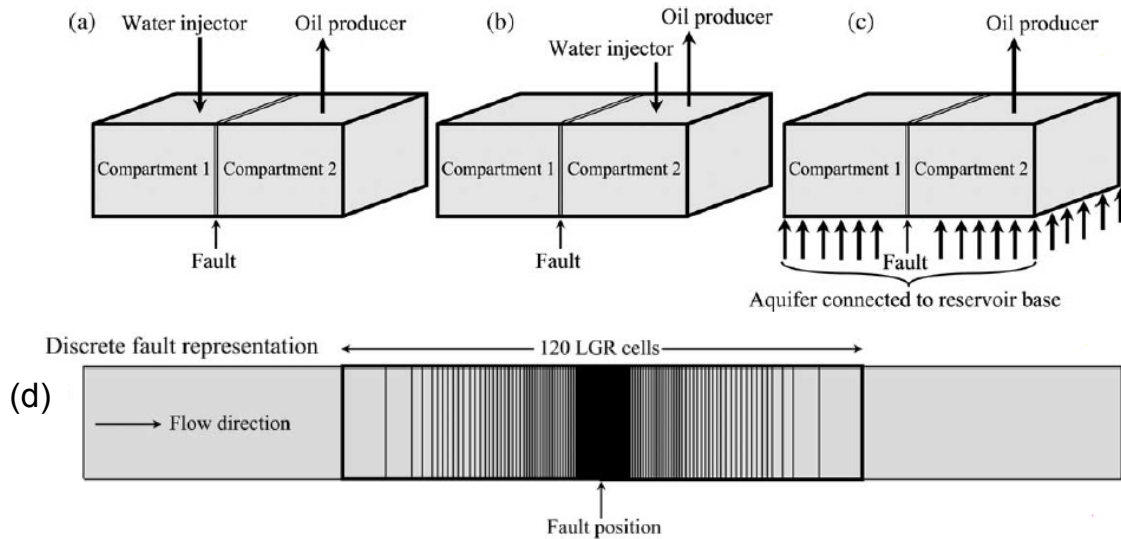 (a)
Water injector
Oil producer
Compartment 1
Compartment 2
Fault
(b)
Oil producer
Water injector
Compartment 1
Compartment 2
Fault
(c)
Oil producer
Compartment 1
Compartment 2
Fault
Aquifer connected to reservoir base
Discrete fault representation
120 LGR cells
(d)
Flow direction
Fault position